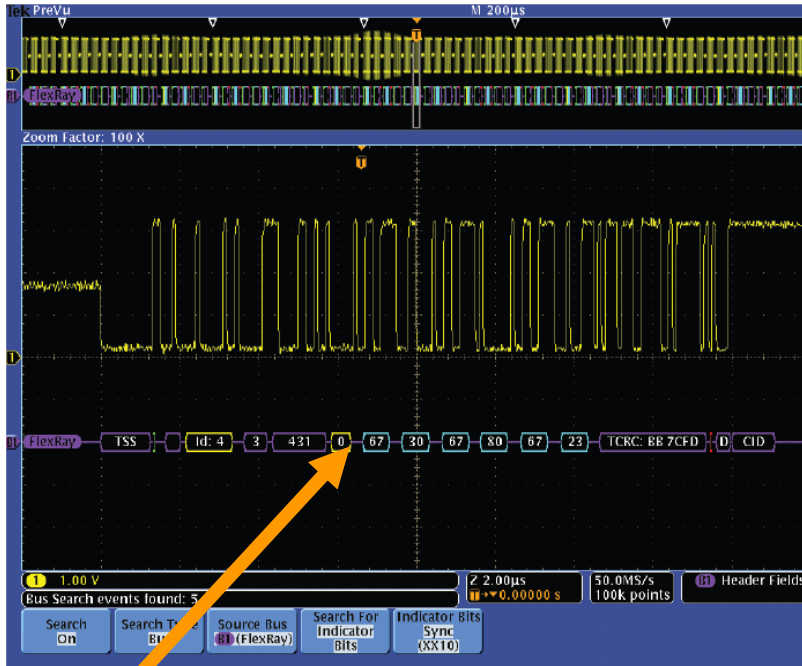 Tek PreVu M 200µs
T
1
B1 FlexRay
Zoom Factor: 100 X
T
1
B1 FlexRay TSS Id: 4 3 431 0 67 30 67 80 67 23 TCRC: BB 7CFD D CID
1 1.00 V Z 2.00µs 50.0MS/s B1 Header Fields
Bus Search events found: 5 T→▼0.00000 s 100k points
Search Search Source Bus Search For Indicator Bits
On B1 (FlexRay) Indicator Sync
Bits (XX10)